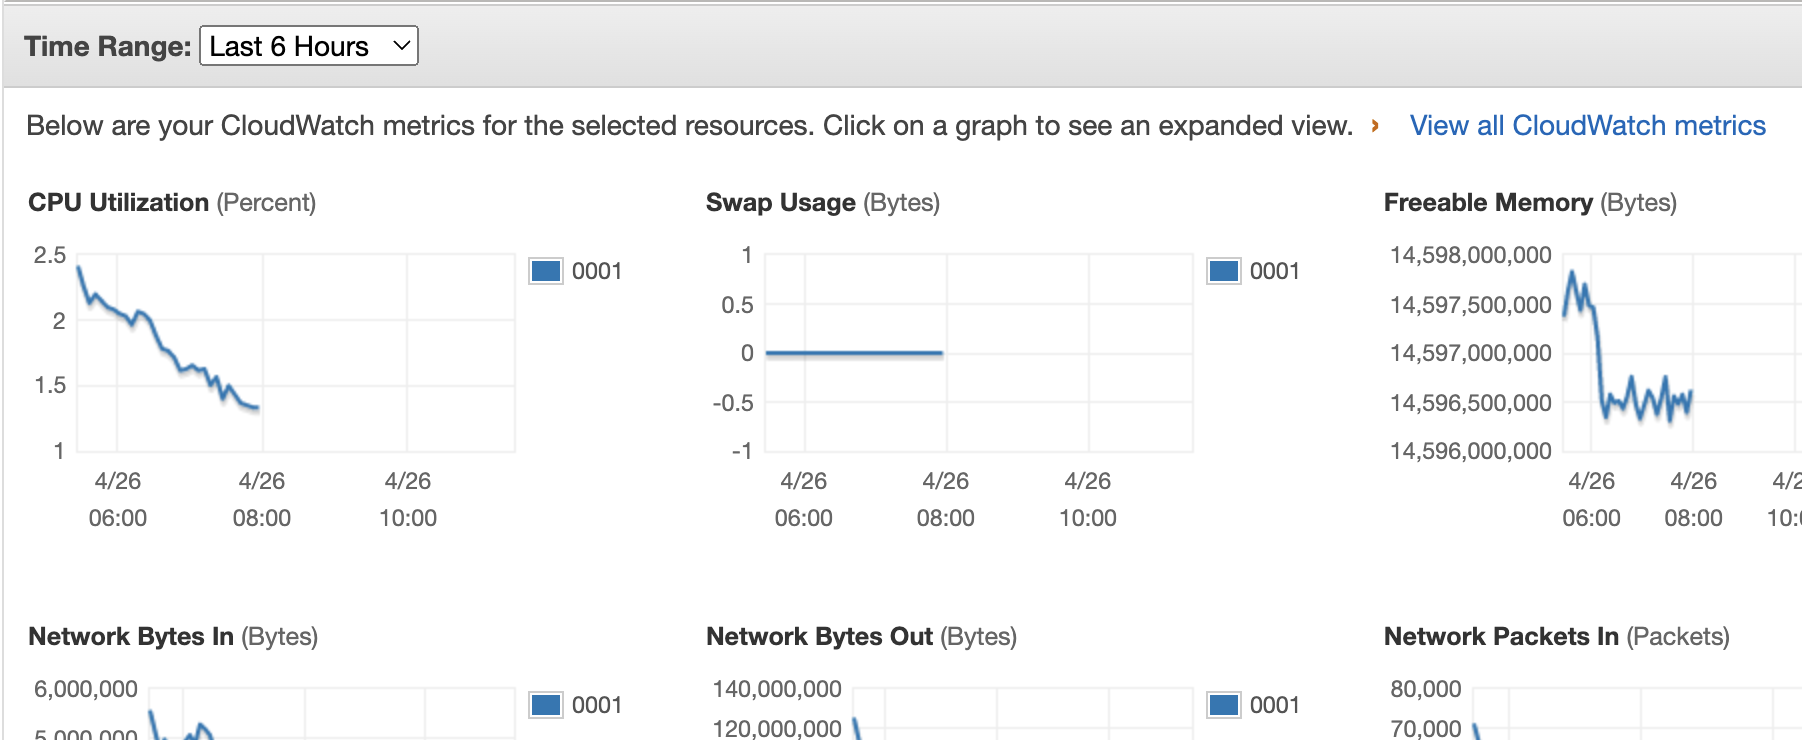 Time Range: Last 6 Hours
Below are your CloudWatch metrics for the selected resources. Click on a graph to see an expanded view. › View all CloudWatch metrics
CPU Utilization (Percent)
2.5
2
1.5
1
4/26 4/26 4/26
06:00 08:00 10:00
0001
Swap Usage (Bytes)
1
0.5
0
-0.5
-1
4/26 4/26 4/26
06:00 08:00 10:00
0001
Freeable Memory (Bytes)
14,598,000,000
14,597,500,000
14,597,000,000
14,596,500,000
14,596,000,000
4/26 4/26 4/2
06:00 08:00 10:
Network Bytes In (Bytes)
6,000,000
5,000,000
0001
Network Bytes Out (Bytes)
140,000,000
120,000,000
0001
Network Packets In (Packets)
80,000
70,000